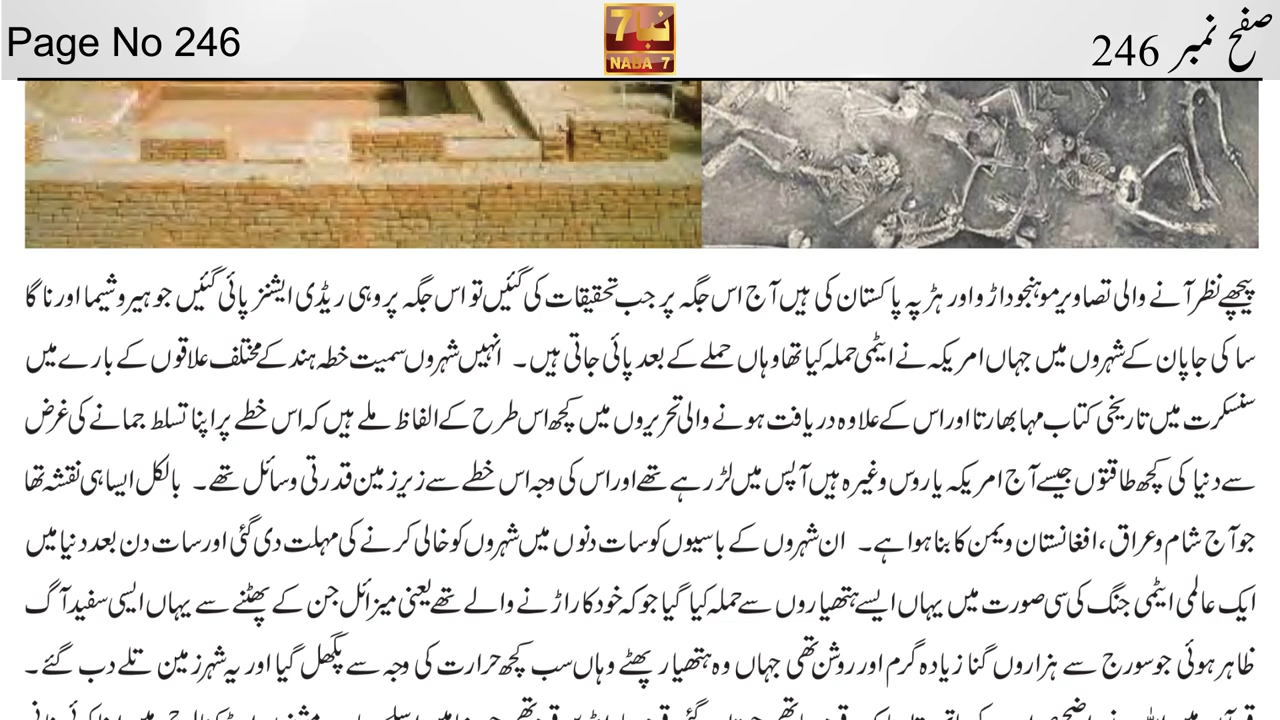 Page No 246
نبا 7
NABA 7
صفح نمبر 246
پیچھے نظر آنے والی تصاویر موہنجوداڑو اور ہڑپہ پاکستان کی ہیں آج اس جگہ پر جب تحقیقات کی گئیں تو اس جگہ پر وہی ریڈی ایشنز پائی گئیں جو ہیروشیما اور ناگا
ساکی جاپان کے شہروں میں جہاں امریکہ نے ایٹمی حملہ کیا تھا وہاں حملے کے بعد پائی جاتی ہیں۔ انہیں شہروں سمیت خطہ ہند کے مختلف علاقوں کے بارے میں
سنسکرت میں تاریخی کتاب مہا بھارتا اور اس کے علاوہ دریافت ہونے والی تحریروں میں کچھ اس طرح کے الفاظ ملے ہیں کہ اس خطے پر اپنا تسلط جمانے کی غرض
سے دنیا کی کچھ طاقتوں جیسے آج امریکہ یا روس وغیرہ ہیں آپس میں لڑ رہے تھے اور اس کی وجہ اس خطے سے زیر زمین قدرتی وسائل تھے۔ بالکل ایسا ہی نقشہ تھا
جو آج شام و عراق ، افغانستان و یمن کا بنا ہوا ہے۔ ان شہروں کے باسیوں کو سات دنوں میں شہروں کو خالی کرنے کی مہلت دی گئی اور سات دن بعد دنیا میں
ایک عالمی ایٹمی جنگ کی سی صورت میں یہاں ایسے ہتھیاروں سے حملہ کیا گیا جو کہ خود کار اڑنے والے تھے یعنی میزائل جن کے پھٹنے سے یہاں ایسی سفید آگ
ظاہر ہوئی جو سورج سے ہزاروں گنا زیادہ گرم اور روشن تھی جہاں وہ ہتھیار پھٹے وہاں سب کچھ حرارت کی وجہ سے پگھل گیا اور یہ شہر زمین تلے دب گئے۔